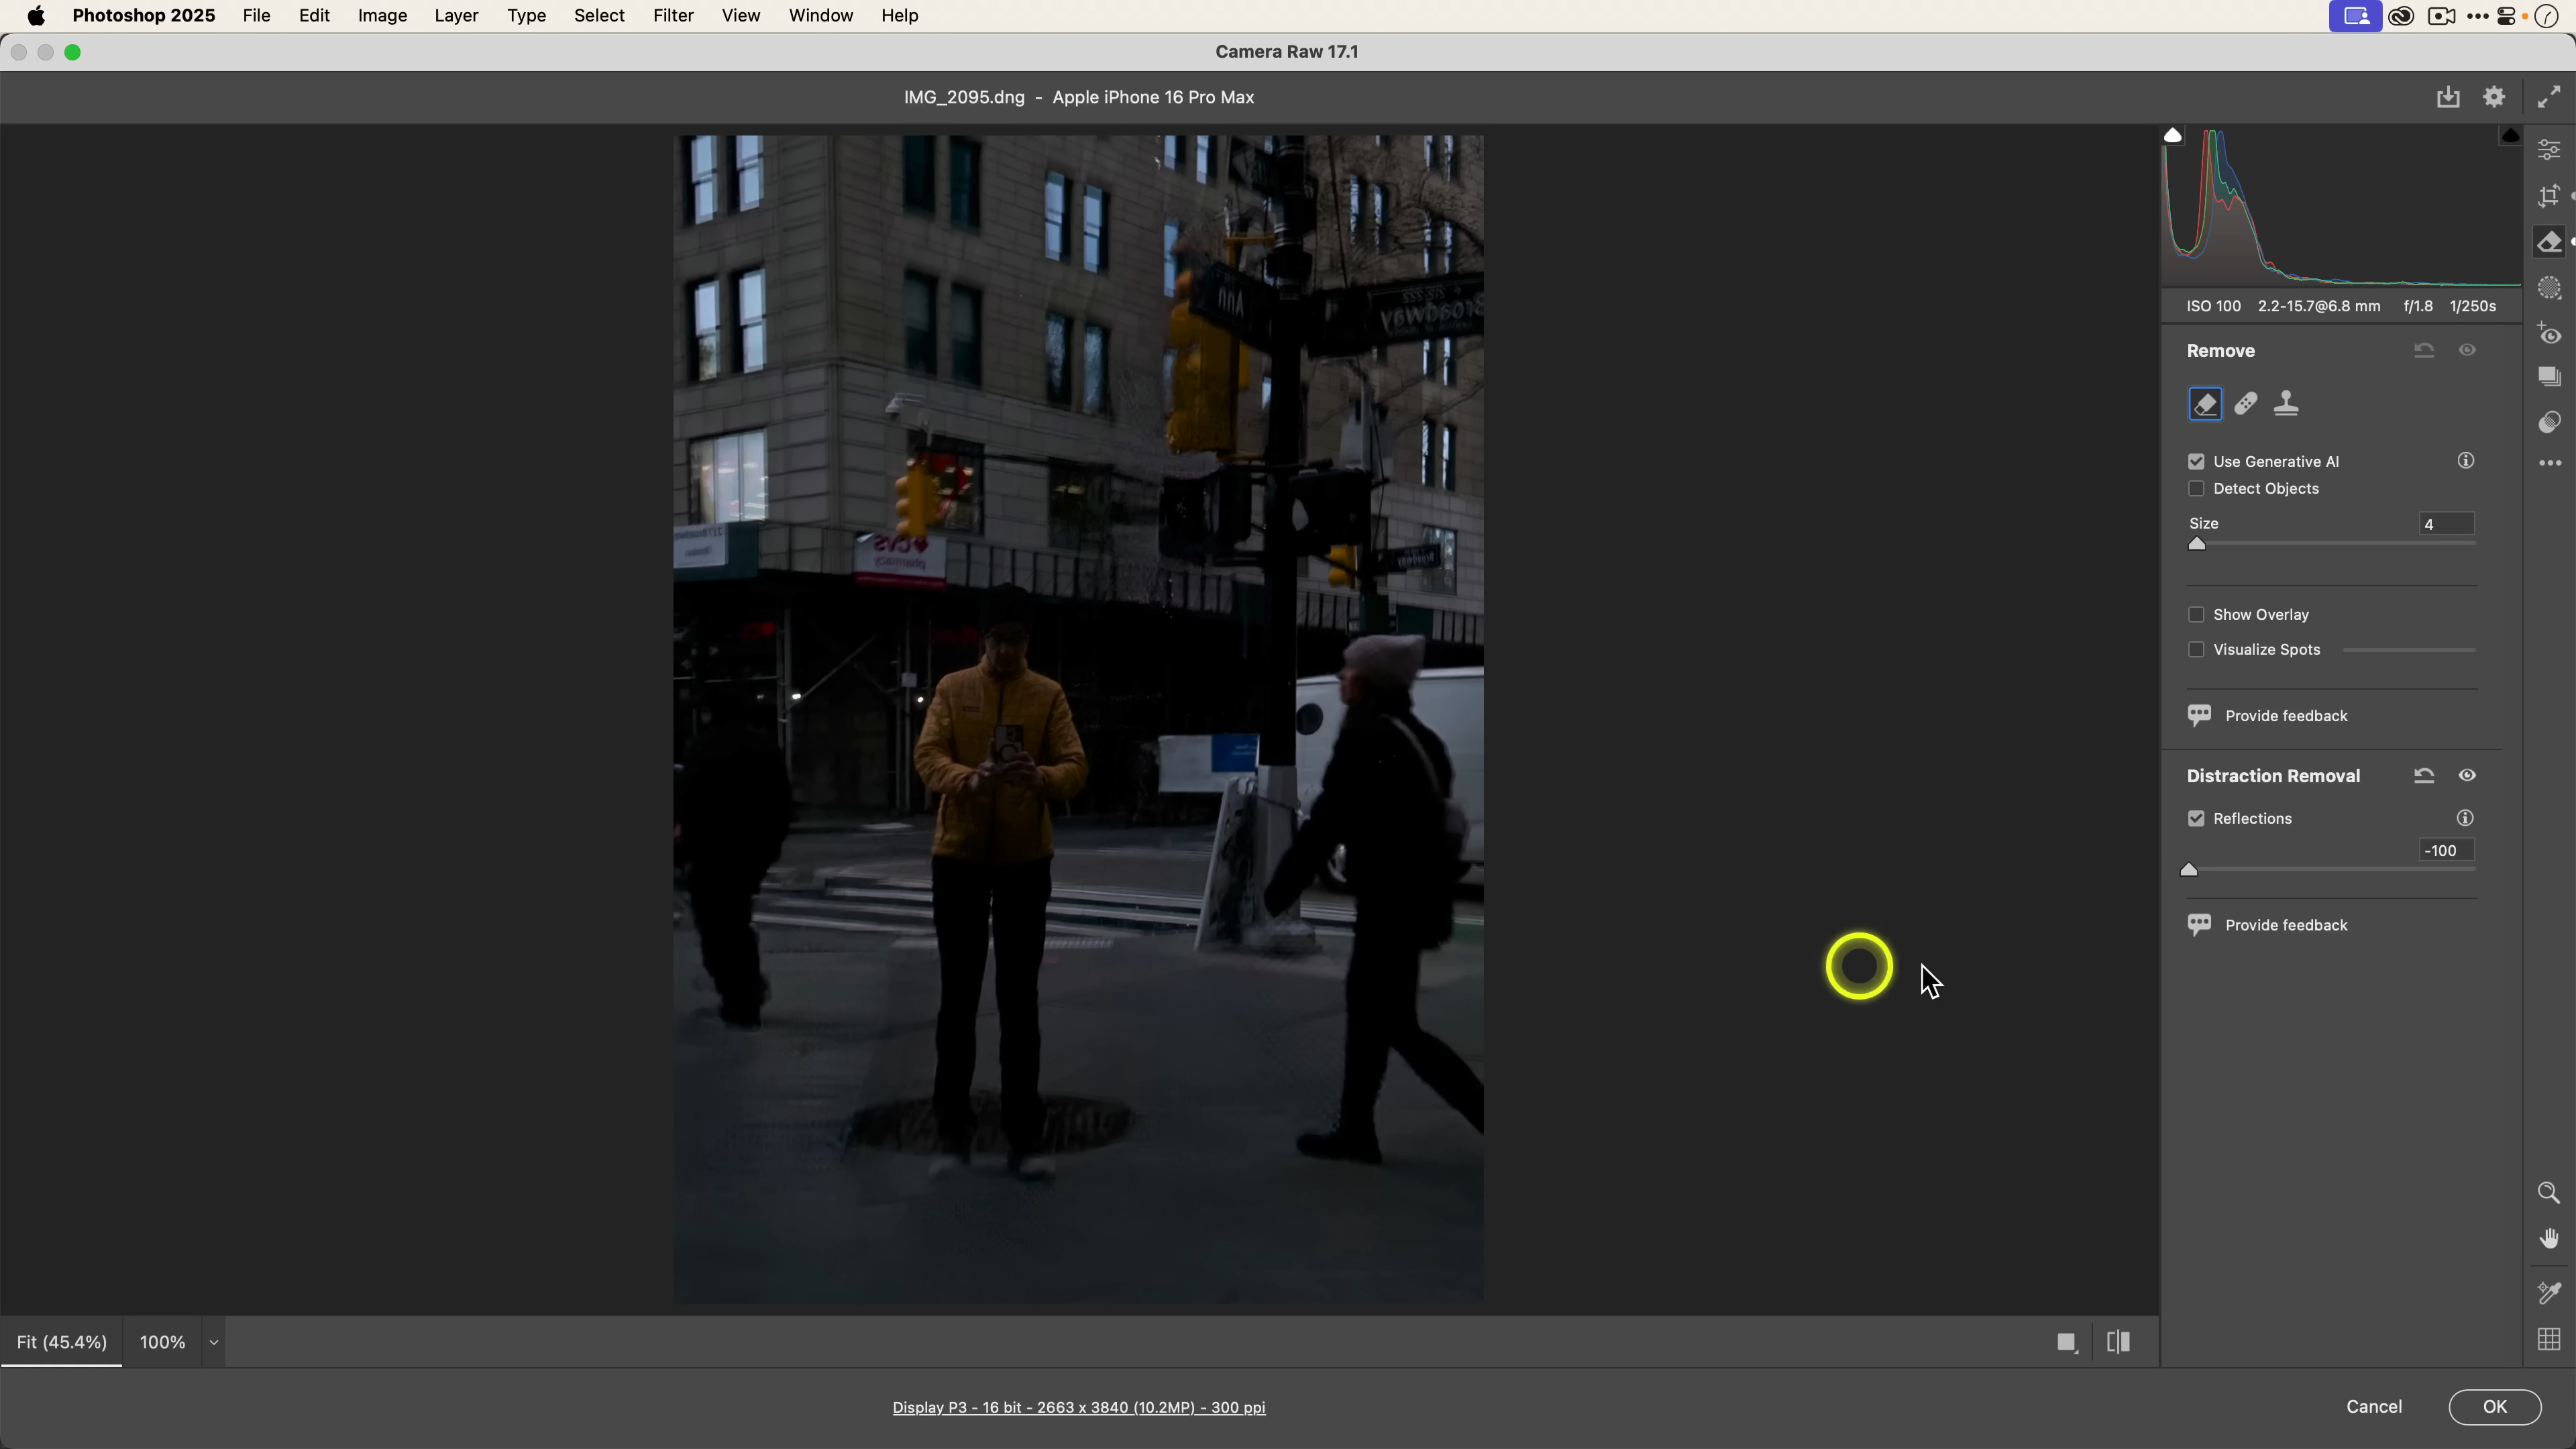 Photoshop 2025 File Edit Image Layer Type Select Filter View Window Help
Camera Raw 17.1
IMG_2095.dng - Apple iPhone 16 Pro Max
ISO 100 2.2-15.7@6.8 mm f/1.8 1/250s
Remove
Use Generative AI
Detect Objects
Size 4
Show Overlay
Visualize Spots
Provide feedback
Distraction Removal
Reflections
-100
Provide feedback
Ann
CVS
pharmacy
Fit (45.4%) 100%
Display P3 - 16 bit - 2663 x 3840 (10.2MP) - 300 ppi
Cancel OK